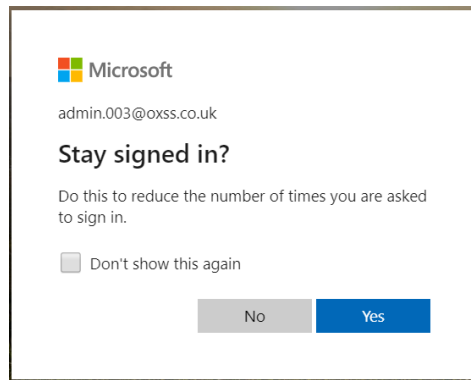 Microsoft
admin.003@oxss.co.uk
Stay signed in?
Do this to reduce the number of times you are asked
to sign in.
Don't show this again
No
Yes